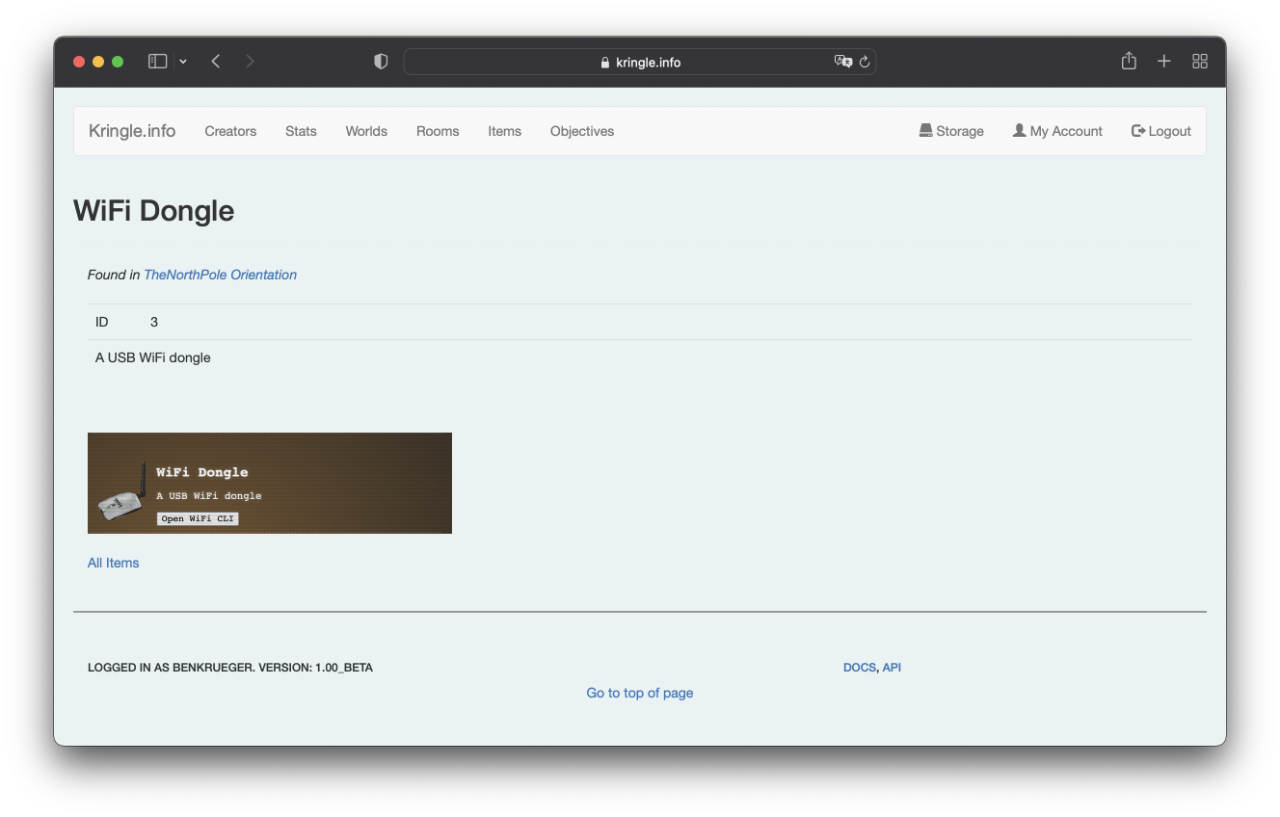 kringle.info
Kringle.info Creators Stats Worlds Rooms Items Objectives Storage My Account Logout
WiFi Dongle
Found in TheNorthPole Orientation
ID 3
A USB WiFi dongle
WiFi Dongle
A USB WiFi dongle
Open WiFi CLI
All Items
LOGGED IN AS BENKRUEGER. VERSION: 1.00_BETA DOCS, API
Go to top of page